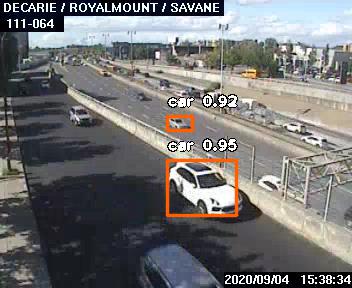 DECARIE / ROYALMOUNT / SAVANE
111-064
car 0.92
car 0.95
2020/09/04 15:38:34